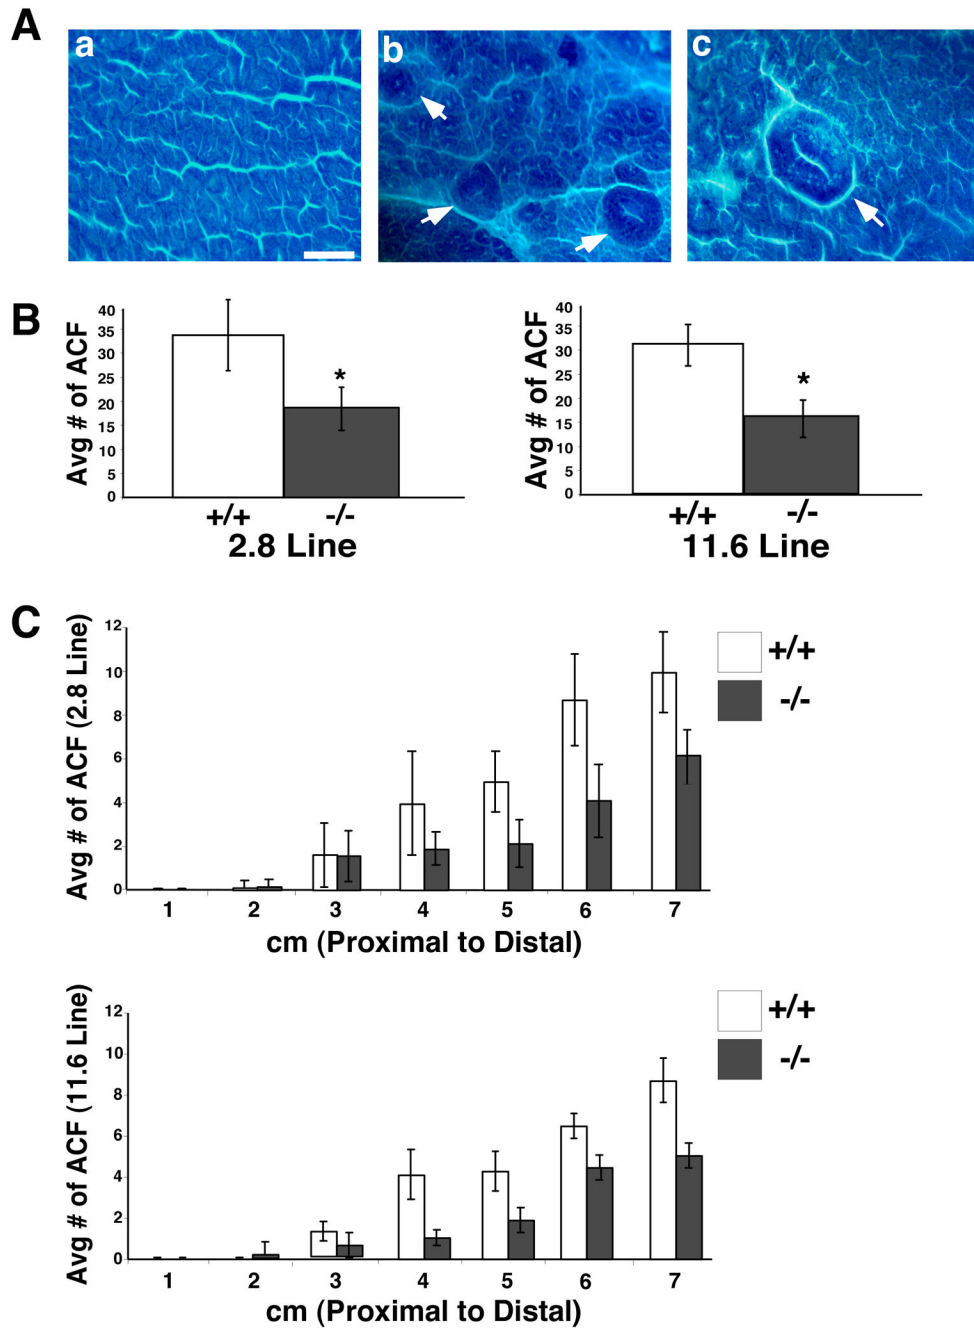 A
a
b
c
B
Avg # of ACF
40
35
30
25
20
15
10
5
0
*
+/+
-/-
2.8 Line
Avg # of ACF
40
35
30
25
20
15
10
5
0
*
+/+
-/-
11.6 Line
C
Avg # of ACF (2.8 Line)
12
10
8
6
4
2
0
1 2 3 4 5 6 7
cm (Proximal to Distal)
+/+
-/-
Avg # of ACF (11.6 Line)
12
10
8
6
4
2
0
1 2 3 4 5 6 7
cm (Proximal to Distal)
+/+
-/-